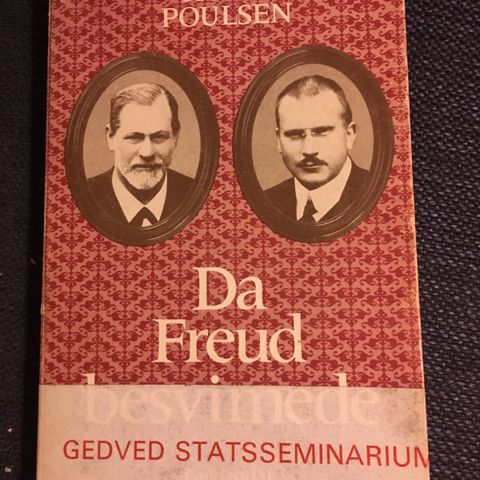 POULSEN
Da
Freud
besvimede
GEDVED STATSSEMINARIUM